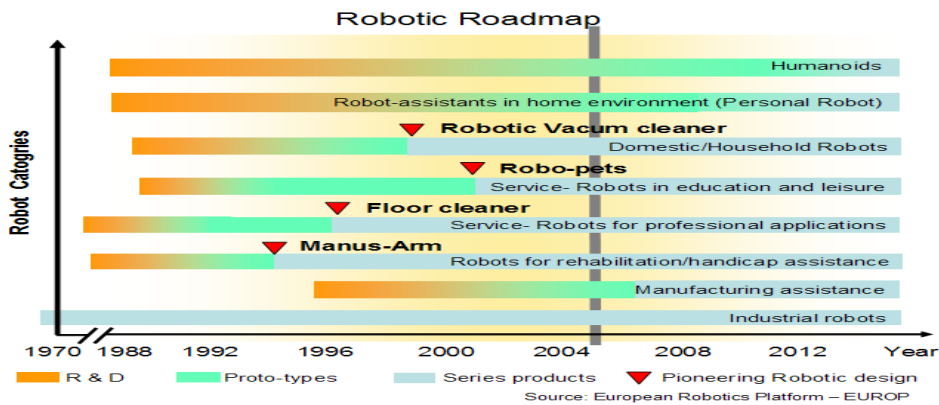 Robotic Roadmap
Robot Catogries
Humanoids
Robot-assistants in home environment (Personal Robot)
Robotic Vacum cleaner
Domestic/Household Robots
Robo-pets
Service- Robots in education and leisure
Floor cleaner
Service- Robots for professional applications
Manus-Arm
Robots for rehabilitation/handicap assistance
Manufacturing assistance
Industrial robots
1970 1988 1992 1996 2000 2004 2008 2012 Year
R & D Proto-types Series products Pioneering Robotic design
Source: European Robotics Platform – EUROP